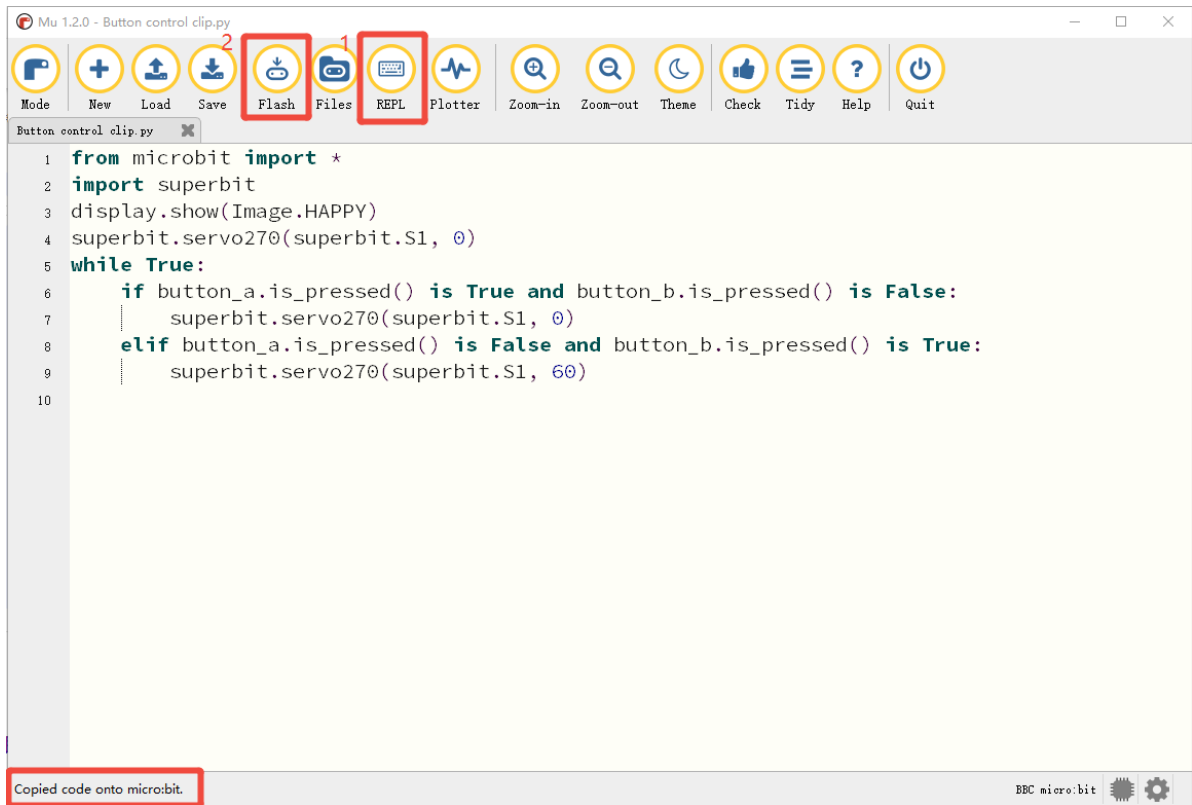 Mu 1.2.0 - Button control clip.py
2 1
Mode New Load Save Flash Files REPL Plotter Zoom-in Zoom-out Theme Check Tidy Help Quit
Button control clip.py
1 from microbit import *
2 import superbit
3 display.show(Image.HAPPY)
4 superbit.servo270(superbit.S1, 0)
5 while True:
6 if button_a.is_pressed() is True and button_b.is_pressed() is False:
7 superbit.servo270(superbit.S1, 0)
8 elif button_a.is_pressed() is False and button_b.is_pressed() is True:
9 superbit.servo270(superbit.S1, 60)
10
Copied code onto micro:bit. BBC micro:bit